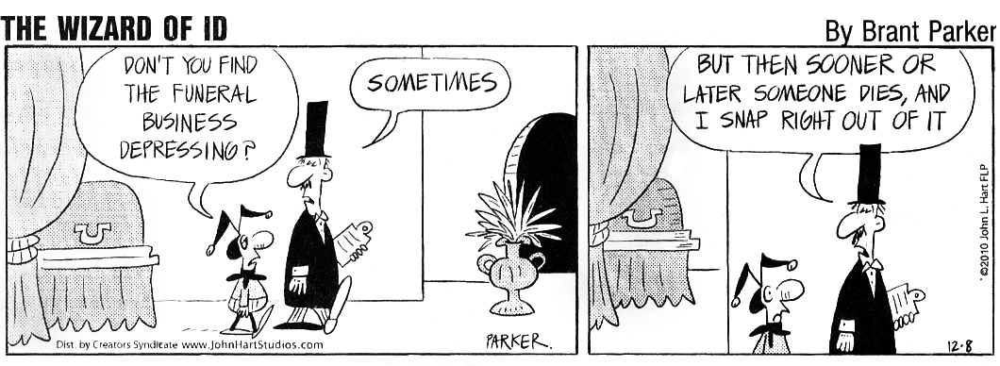 THE WIZARD OF ID
By Brant Parker
DON'T YOU FIND
THE FUNERAL
BUSINESS
DEPRESSING?
SOMETIMES
Dist. by Creators Syndicate www.JohnHartStudios.com
PARKER.
BUT THEN SOONER OR
LATER SOMEONE DIES, AND
I SNAP RIGHT OUT OF IT
©2010 John L. Hart FLP
12·8